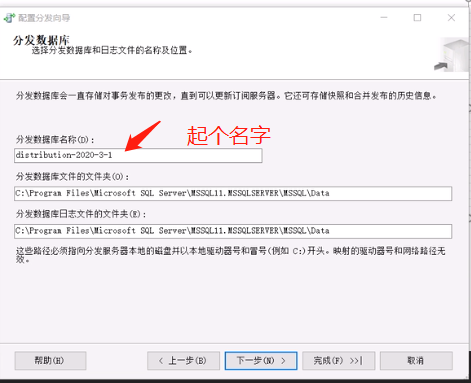 配置分发向导
分发数据库
选择分发数据库和日志文件的名称及位置。
分发数据库会一直存储对事务发布的更改，直到可以更新订阅服务器。它还可存储快照和合并发布的历史信息。
起个名字
分发数据库名称(D):
distribution-2020-3-1
分发数据库文件的文件夹(O):
C:\Program Files\Microsoft SQL Server\MSSQL11.MSSQLSERVER\MSSQL\Data
分发数据库日志文件的文件夹(E):
C:\Program Files\Microsoft SQL Server\MSSQL11.MSSQLSERVER\MSSQL\Data
这些路径必须指向分发服务器本地的磁盘并以本地驱动器号和冒号(例如 C:)开头。映射的驱动器号和网络路径无
效。
帮助(H)
< 上一步(B)
下一步(N) >
完成(F) >>|
取消